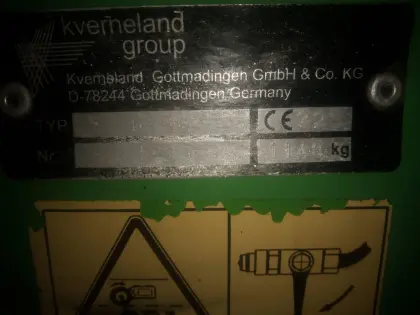 kverneland
group
Kverneland Gottmadingen GmbH & Co. KG
D-78244 Gottmadingen/Germany
TYP CE
Nr. kg